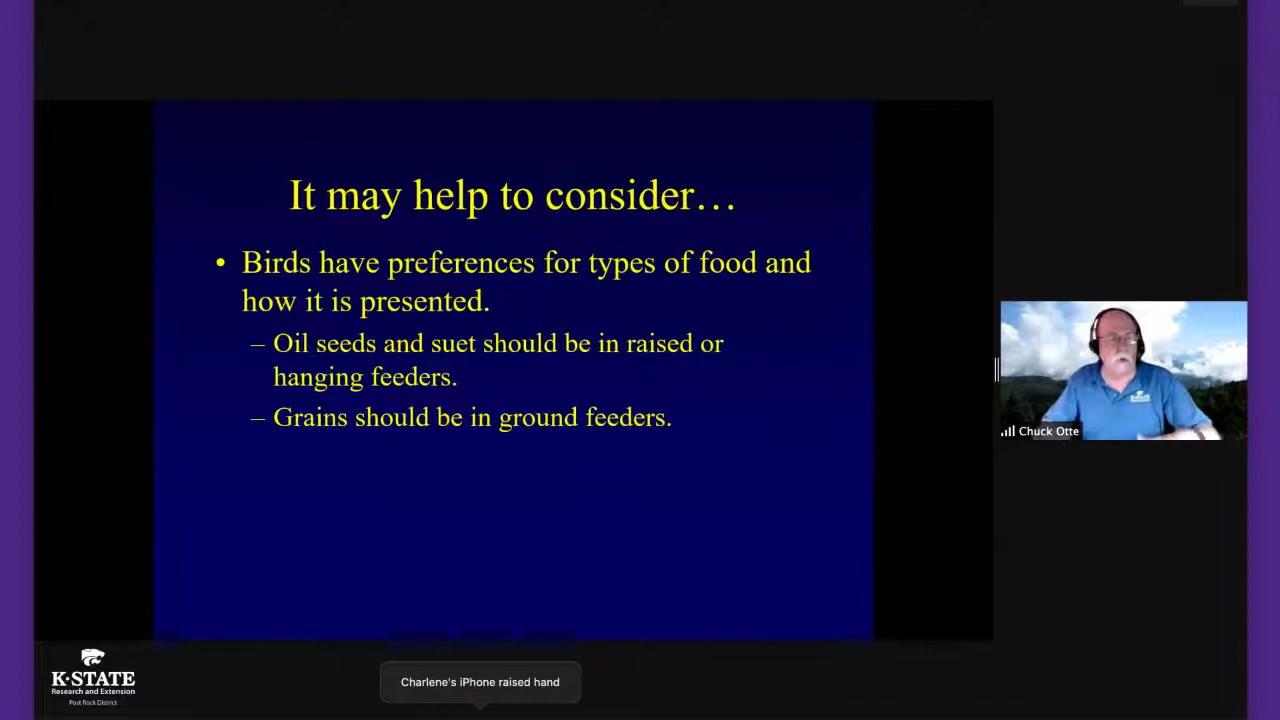 It may help to consider…
• Birds have preferences for types of food and
how it is presented.
– Oil seeds and suet should be in raised or
hanging feeders.
– Grains should be in ground feeders.
Chuck Otte
K-STATE
Research and Extension
Post Rock District
Charlene's iPhone raised hand